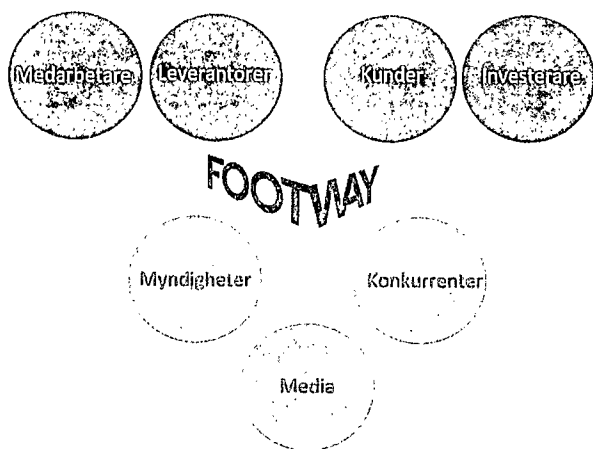 Medarbetare Leverantörer Kunder Investerare
FOOTWAY
Myndigheter Konkurrenter
Media